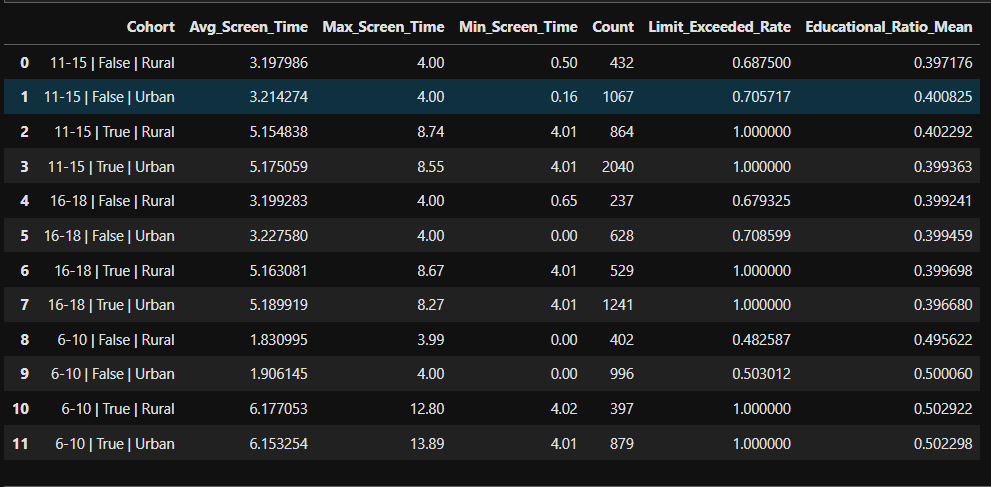 Cohort Avg_Screen_Time Max_Screen_Time Min_Screen_Time Count Limit_Exceeded_Rate Educational_Ratio_Mean
0 11-15 | False | Rural 3.197986 4.00 0.50 432 0.687500 0.397176
1 11-15 | False | Urban 3.214274 4.00 0.16 1067 0.705717 0.400825
2 11-15 | True | Rural 5.154838 8.74 4.01 864 1.000000 0.402292
3 11-15 | True | Urban 5.175059 8.55 4.01 2040 1.000000 0.399363
4 16-18 | False | Rural 3.199283 4.00 0.65 237 0.679325 0.399241
5 16-18 | False | Urban 3.227580 4.00 0.00 628 0.708599 0.399459
6 16-18 | True | Rural 5.163081 8.67 4.01 529 1.000000 0.399698
7 16-18 | True | Urban 5.189919 8.27 4.01 1241 1.000000 0.396680
8 6-10 | False | Rural 1.830995 3.99 0.00 402 0.482587 0.495622
9 6-10 | False | Urban 1.906145 4.00 0.00 996 0.503012 0.500060
10 6-10 | True | Rural 6.177053 12.80 4.02 397 1.000000 0.502922
11 6-10 | True | Urban 6.153254 13.89 4.01 879 1.000000 0.502298